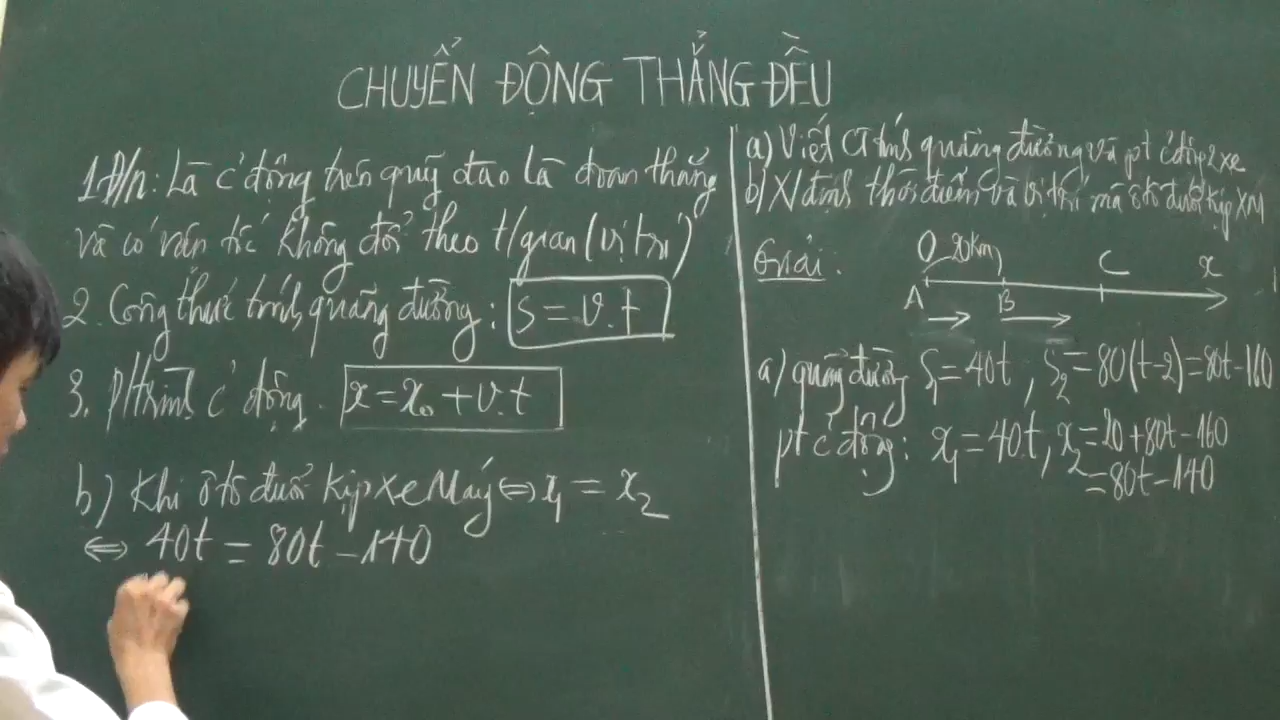 CHUYỂN ĐỘNG THẲNG ĐỀU
1. Đ/n: Là c' động trên quỹ đạo là đoạn thẳng
và có vận tốc không đổi theo t/gian (vị trí)
2. Công thức tính quãng đường: S = v.t
3. Phtrình c' động. x = x₀ + v.t
b) Khi ôtô đuổi kịp xe Máy ⇔ x₁ = x₂
⇔ 40t = 80t - 140
a) Viết CT tính quãng đường và pt c' động 2 xe
b) X/định thời điểm và vị trí mà ôtô đuổi kịp XM
Giải:
O 20km C x
A B
a) quãng đường S₁ = 40t, S₂ = 80(t-2) = 80t - 160
pt c' động: x₁ = 40.t, x₂ = 20 + 80t - 160
= 80t - 140